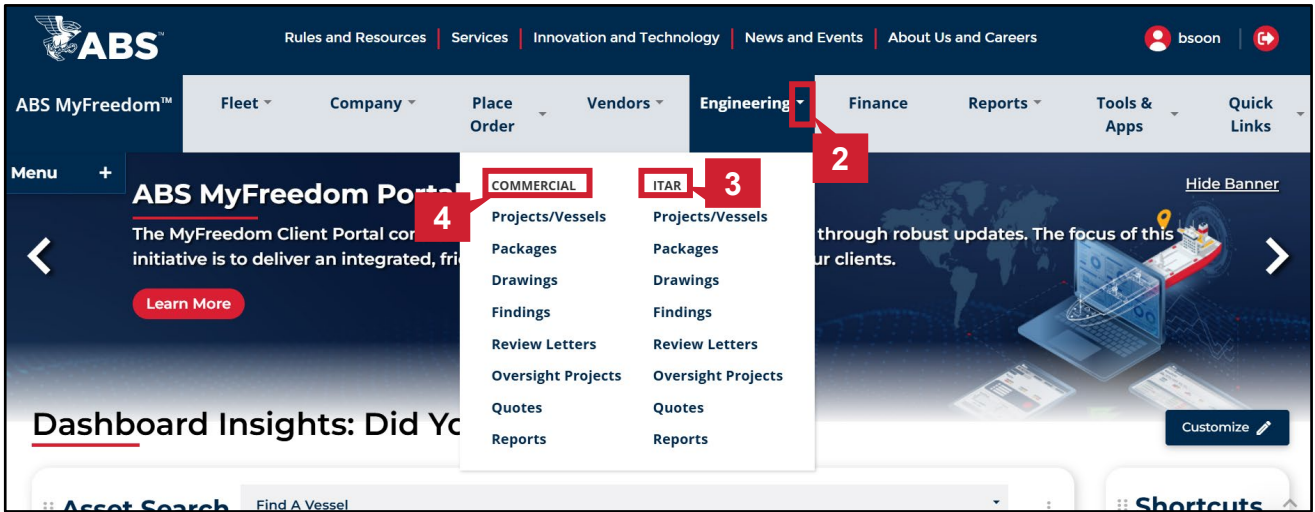 ABS™
Rules and Resources | Services | Innovation and Technology | News and Events | About Us and Careers
bsoon
ABS MyFreedom™
Fleet
Company
Place
Order
Vendors
Engineering
Finance
Reports
Tools &
Apps
Quick
Links
2
Menu +
COMMERCIAL
ITAR
3
4
Projects/Vessels
Projects/Vessels
Packages
Packages
Drawings
Drawings
Findings
Findings
Review Letters
Review Letters
Oversight Projects
Oversight Projects
Quotes
Quotes
Reports
Reports
Hide Banner
ABS MyFreedom Portal
The MyFreedom Client Portal con
through robust updates. The focus of this
initiative is to deliver an integrated, fri
ur clients.
Learn More
Dashboard Insights: Did Yo
Customize
Asset Search
Find A Vessel
Shortcuts